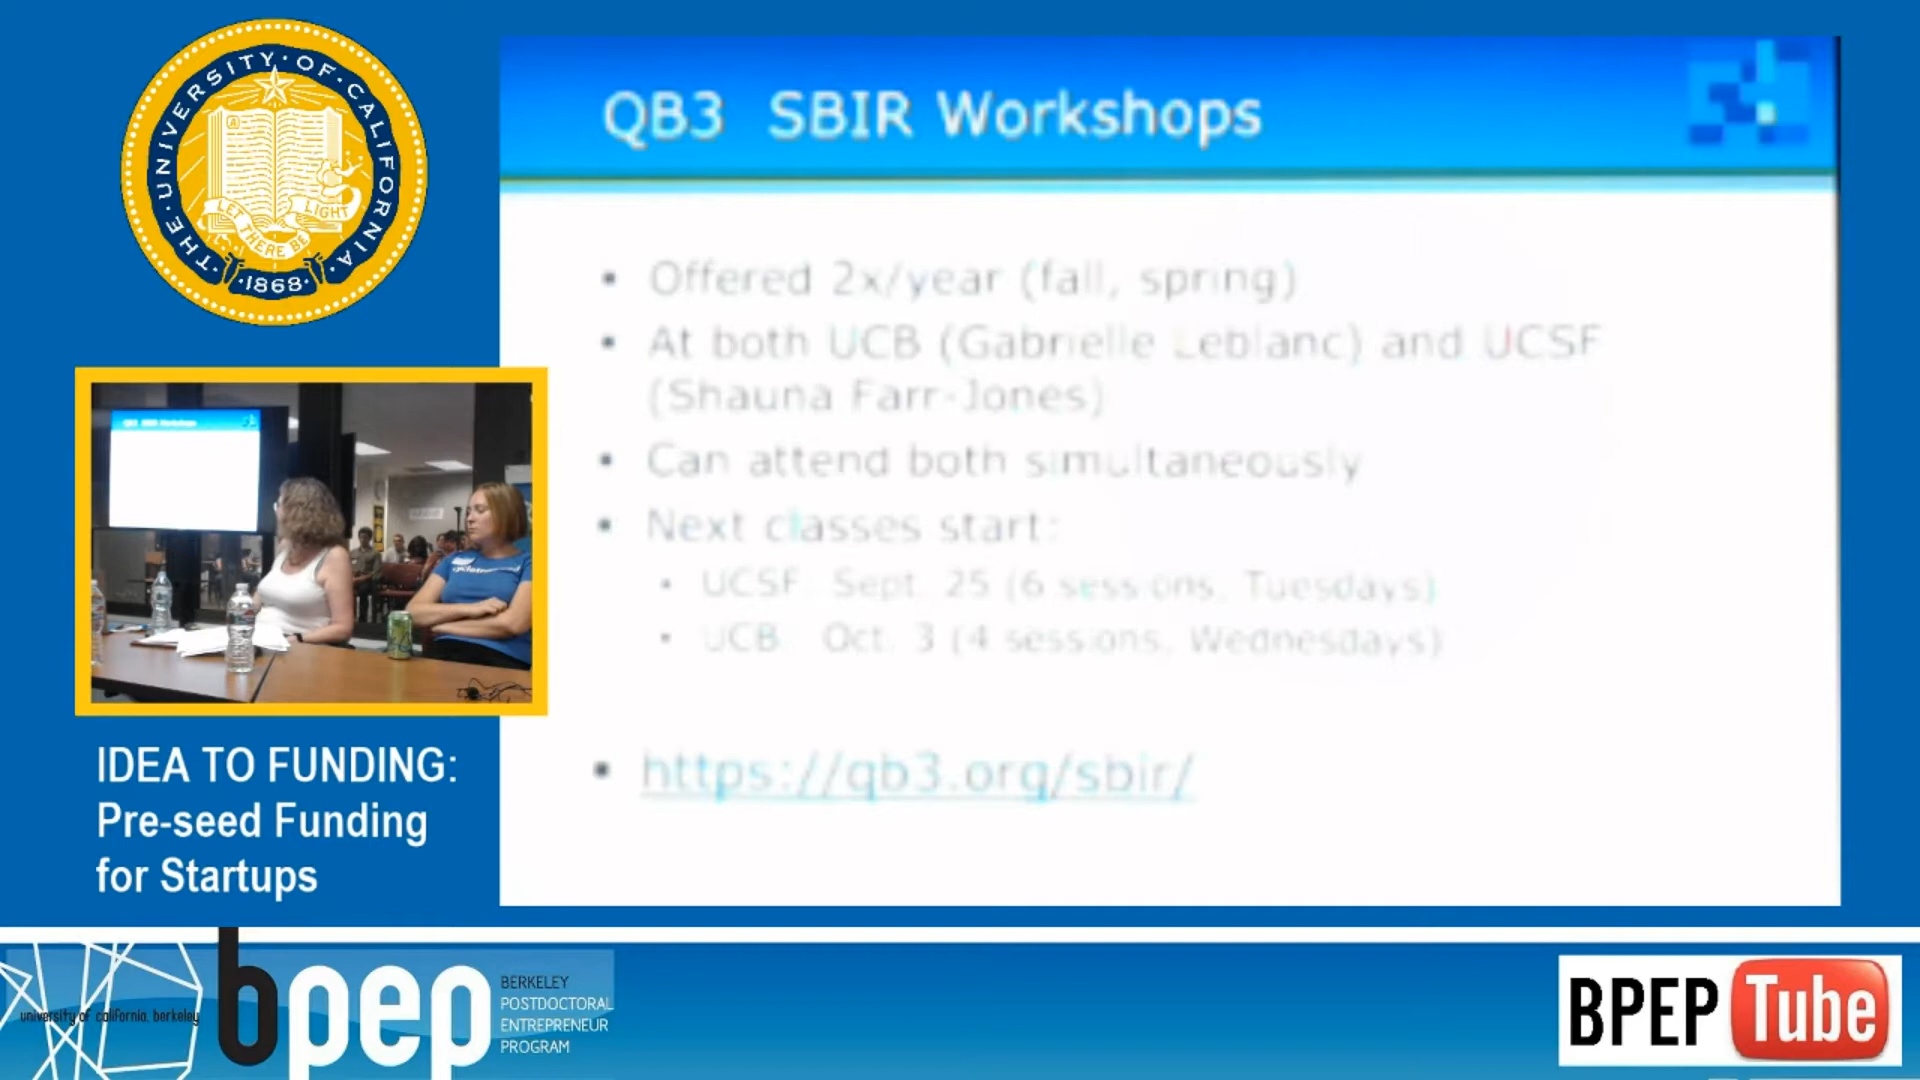 THE·UNIVERSITY·OF·CALIFORNIA·
LET THERE BE LIGHT
·1868·
A
QB3 SBIR Workshops
• Offered 2x/year (fall, spring)
• At both UCB (Gabrielle Leblanc) and UCSF
(Shauna Farr-Jones)
• Can attend both simultaneously
• Next classes start:
• UCSF: Sept. 25 (6 sessions, Tuesdays)
• UCB: Oct. 3 (4 sessions, Wednesdays)
• https://qb3.org/sbir/
QB3 SBIR Workshops
IDEA TO FUNDING:
Pre-seed Funding
for Startups
university of california, berkeley
bpep
BERKELEY
POSTDOCTORAL
ENTREPRENEUR
PROGRAM
BPEP Tube